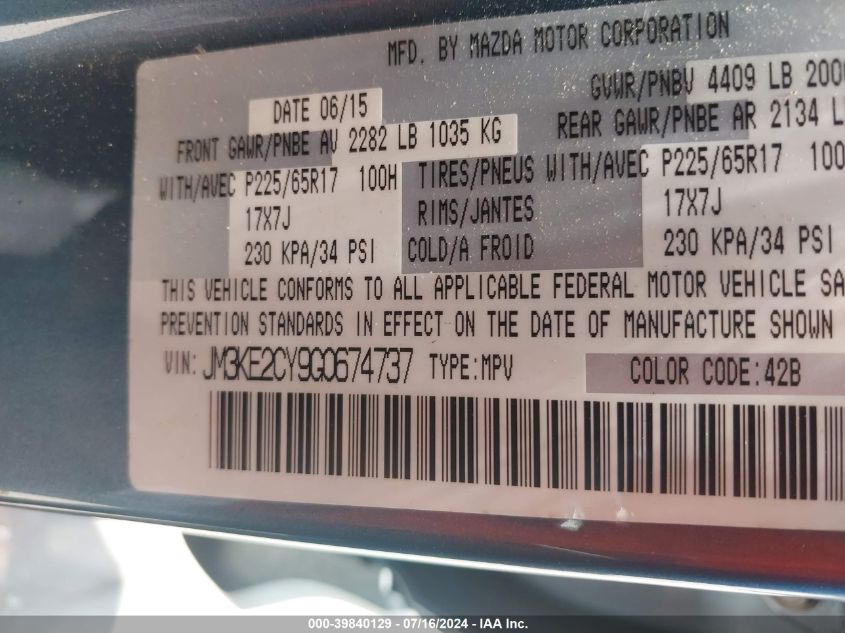 MFD. BY MAZDA MOTOR CORPORATION
DATE 06/15 GVWR/PNBV 4409 LB 2000
FRONT GAWR/PNBE AV 2282 LB 1035 KG REAR GAWR/PNBE AR 2134 L
WITH/AVEC P225/65R17 100H TIRES/PNEUS WITH/AVEC P225/65R17 100
17X7J RIMS/JANTES 17X7J
230 KPA/34 PSI COLD/A FROID 230 KPA/34 PSI
THIS VEHICLE CONFORMS TO ALL APPLICABLE FEDERAL MOTOR VEHICLE SA
PREVENTION STANDARDS IN EFFECT ON THE DATE OF MANUFACTURE SHOWN
VIN: JM3KE2CY9G0674737 TYPE:MPV COLOR CODE:42B
000-39840129 - 07/16/2024 - IAA Inc.